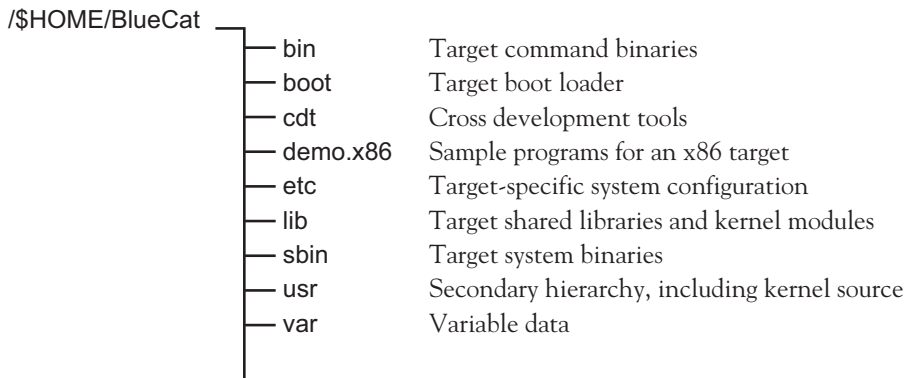 /$HOME/BlueCat
bin Target command binaries
boot Target boot loader
cdt Cross development tools
demo.x86 Sample programs for an x86 target
etc Target-specific system configuration
lib Target shared libraries and kernel modules
sbin Target system binaries
usr Secondary hierarchy, including kernel source
var Variable data